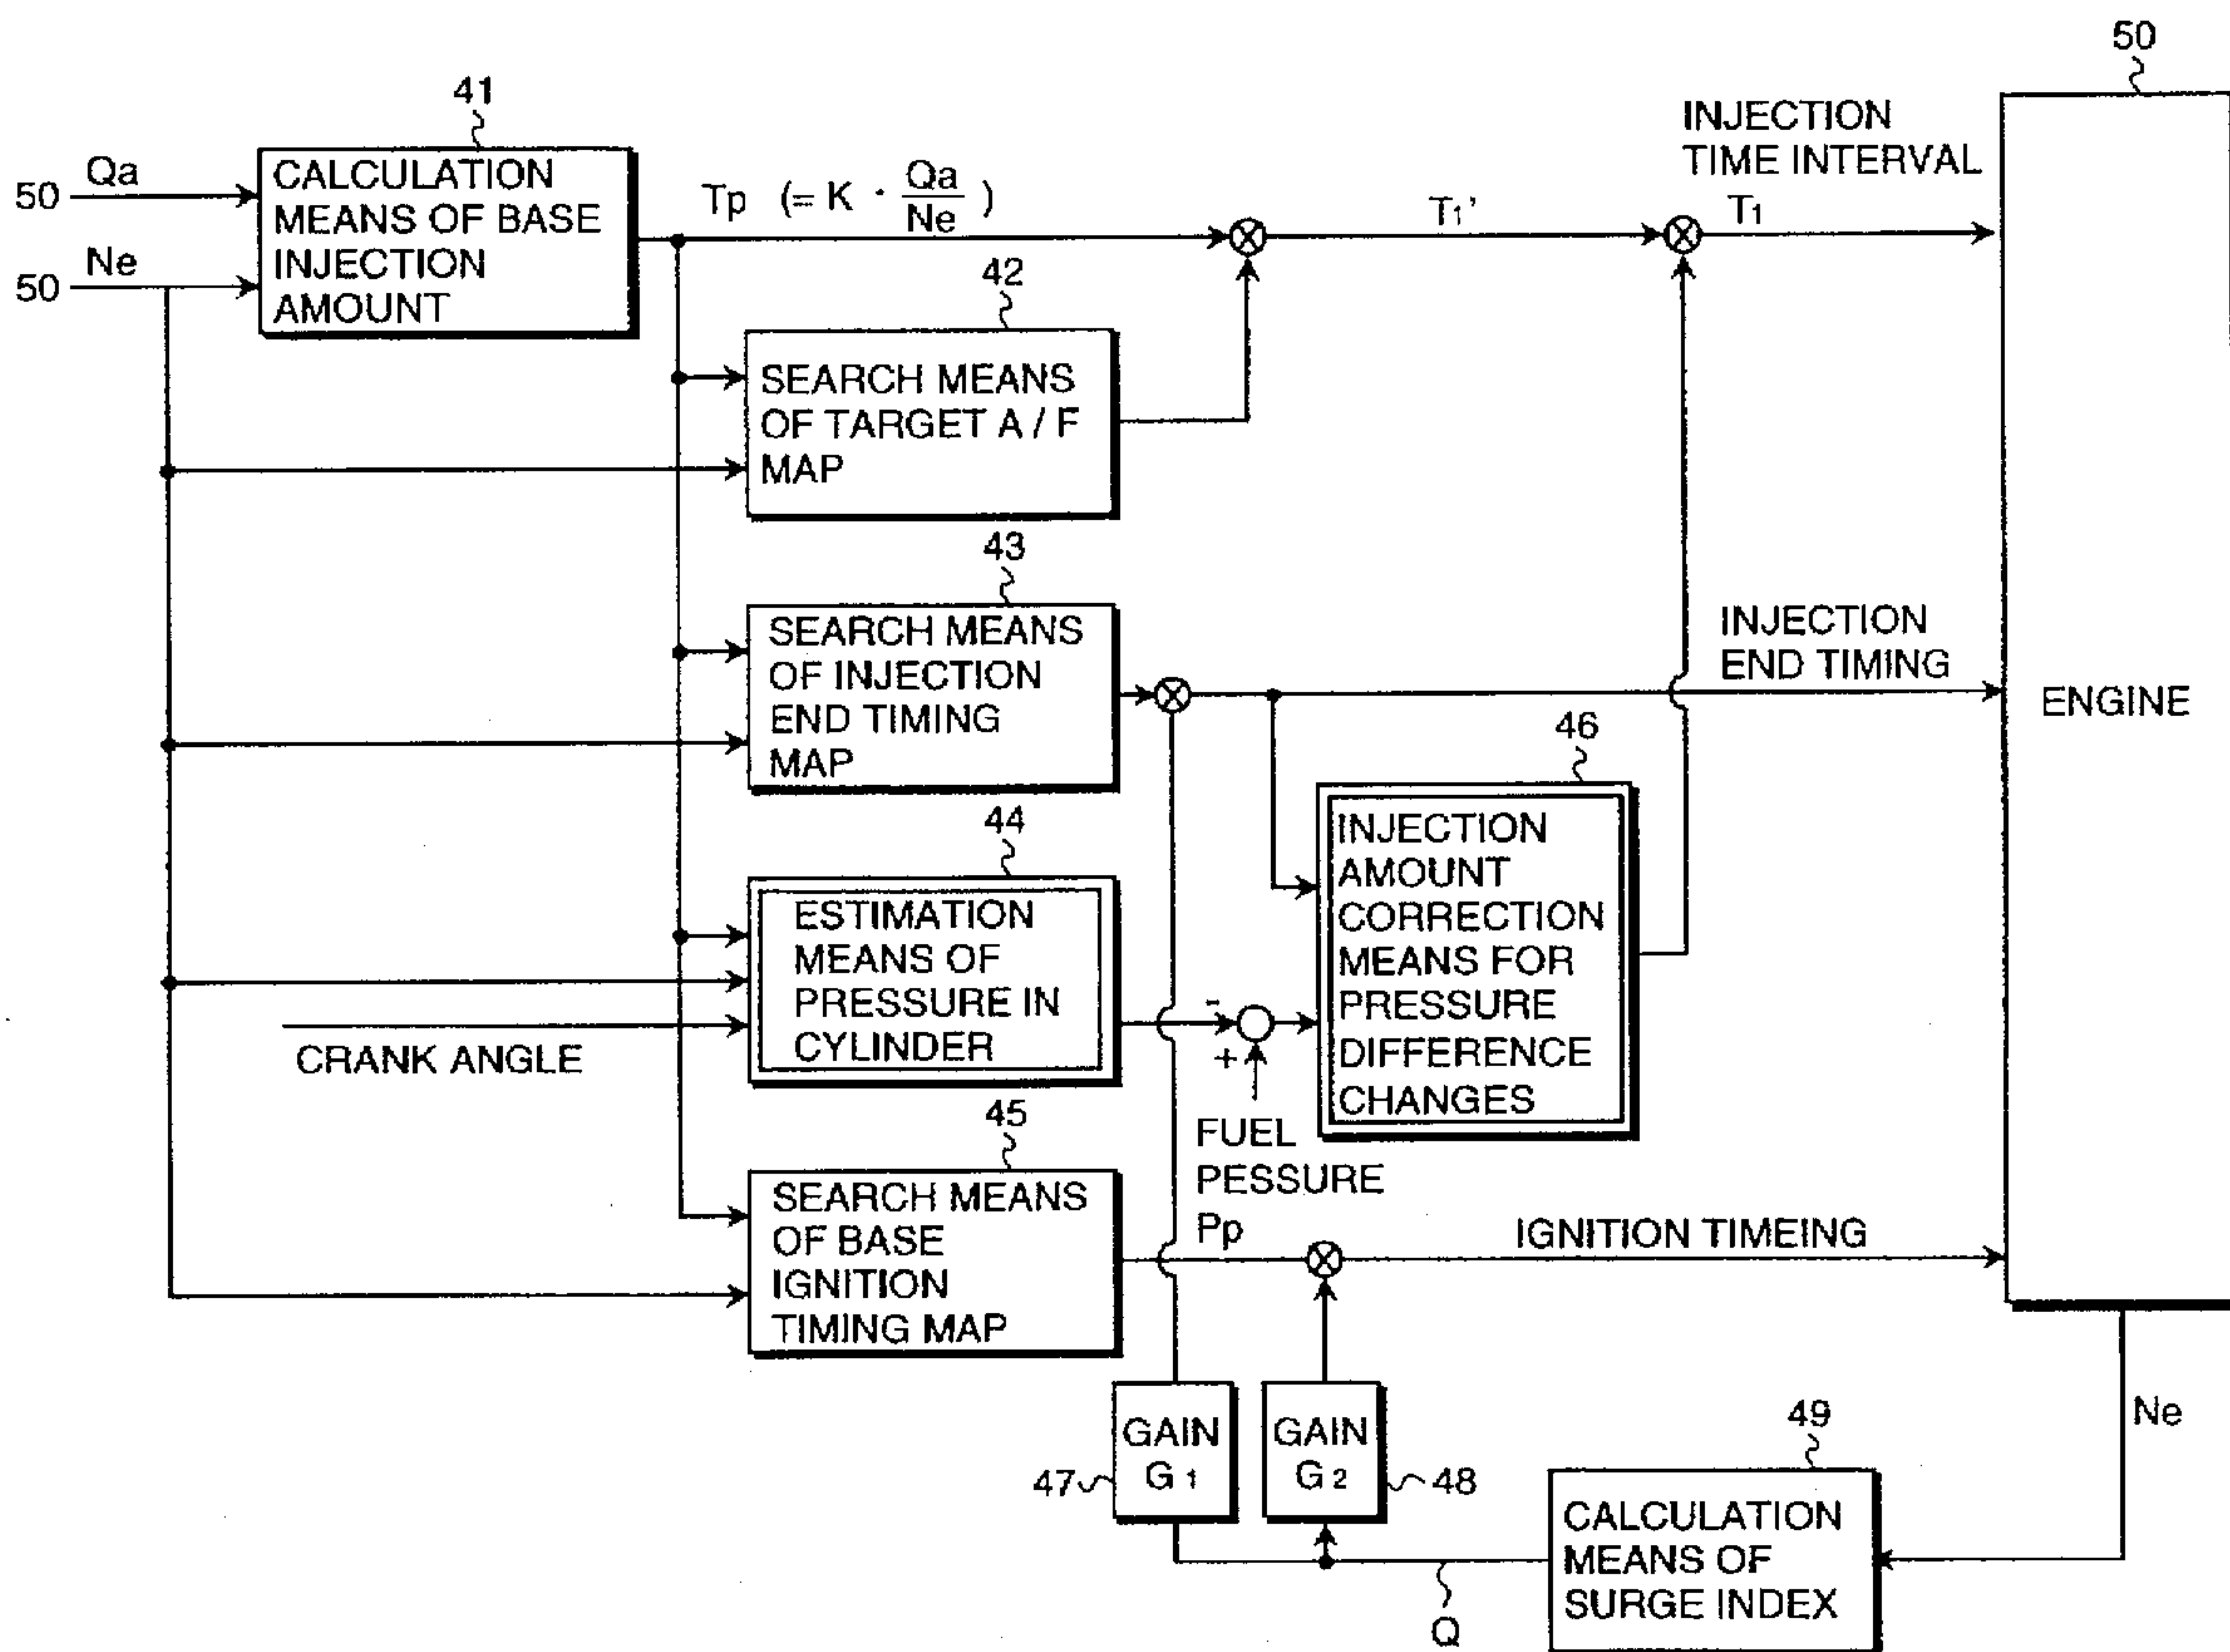 50
41
INJECTION
TIME INTERVAL
50 Qa
CALCULATION
MEANS OF BASE
INJECTION
AMOUNT
Tp (= K · Qa/Ne )
T1'
T1
50 Ne
42
SEARCH MEANS
OF TARGET A / F
MAP
43
SEARCH MEANS
OF INJECTION
END TIMING
MAP
INJECTION
END TIMING
ENGINE
46
INJECTION
AMOUNT
CORRECTION
MEANS FOR
PRESSURE
DIFFERENCE
CHANGES
44
ESTIMATION
MEANS OF
PRESSURE IN
CYLINDER
CRANK ANGLE
-
+
FUEL
PESSURE
Pp
45
SEARCH MEANS
OF BASE
IGNITION
TIMING MAP
IGNITION TIMEING
GAIN
G1
47
GAIN
G2
48
Ne
49
CALCULATION
MEANS OF
SURGE INDEX
Q